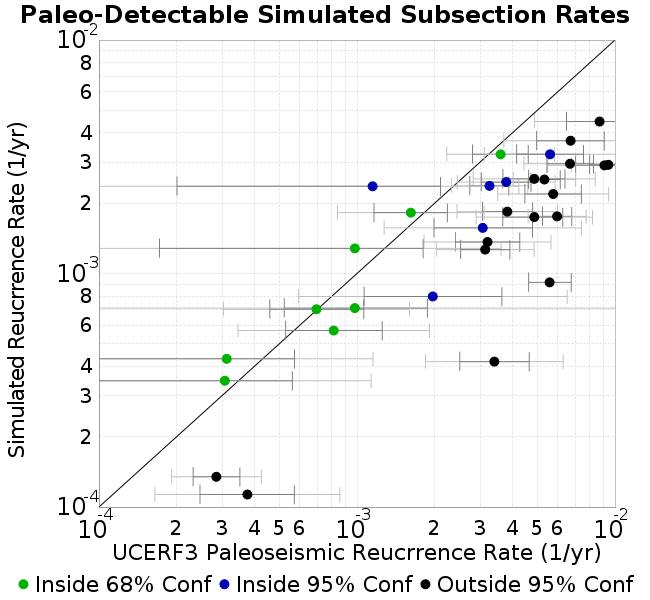 Paleo-Detectable Simulated Subsection Rates
Simulated Reucrrence Rate (1/yr)
10-2
8
6
4
3
2
10-3
8
6
4
3
2
10-4
10-4 2 3 4 5 6 10-3 2 3 4 5 6 10-2
UCERF3 Paleoseismic Reucrrence Rate (1/yr)
Inside 68% Conf Inside 95% Conf Outside 95% Conf